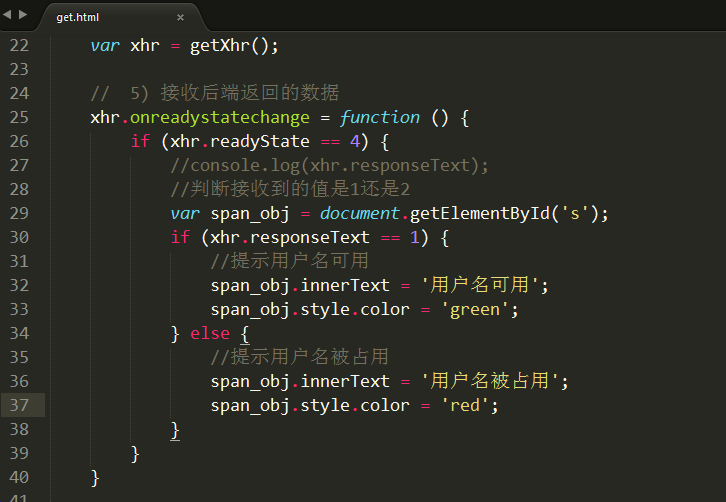 get.html ×
22 var xhr = getXhr();
23
24 // 5) 接收后端返回的数据
25 xhr.onreadystatechange = function () {
26 if (xhr.readyState == 4) {
27 //console.log(xhr.responseText);
28 //判断接收到的值是1还是2
29 var span_obj = document.getElementById('s');
30 if (xhr.responseText == 1) {
31 //提示用户名可用
32 span_obj.innerText = '用户名可用';
33 span_obj.style.color = 'green';
34 } else {
35 //提示用户名被占用
36 span_obj.innerText = '用户名被占用';
37 span_obj.style.color = 'red';
38 }
39 }
40 }
41